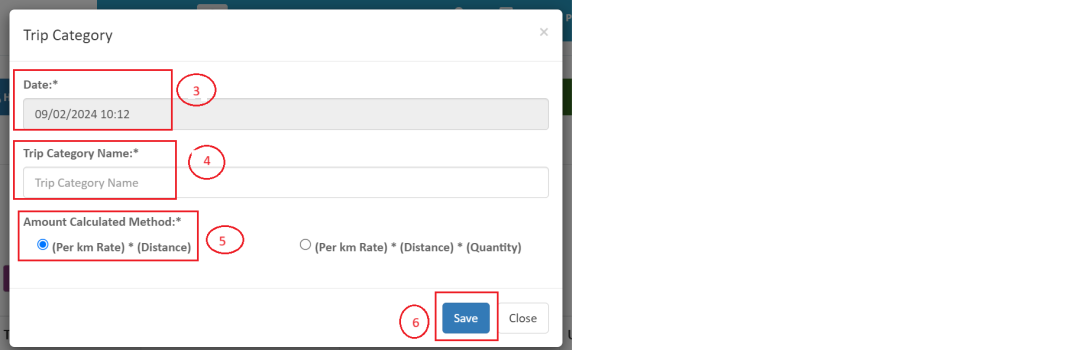 Trip Category ×
Date:*
3
09/02/2024 10:12
Trip Category Name:*
4
Trip Category Name
Amount Calculated Method:*
(Per km Rate) * (Distance) 5 (Per km Rate) * (Distance) * (Quantity)
6 Save Close